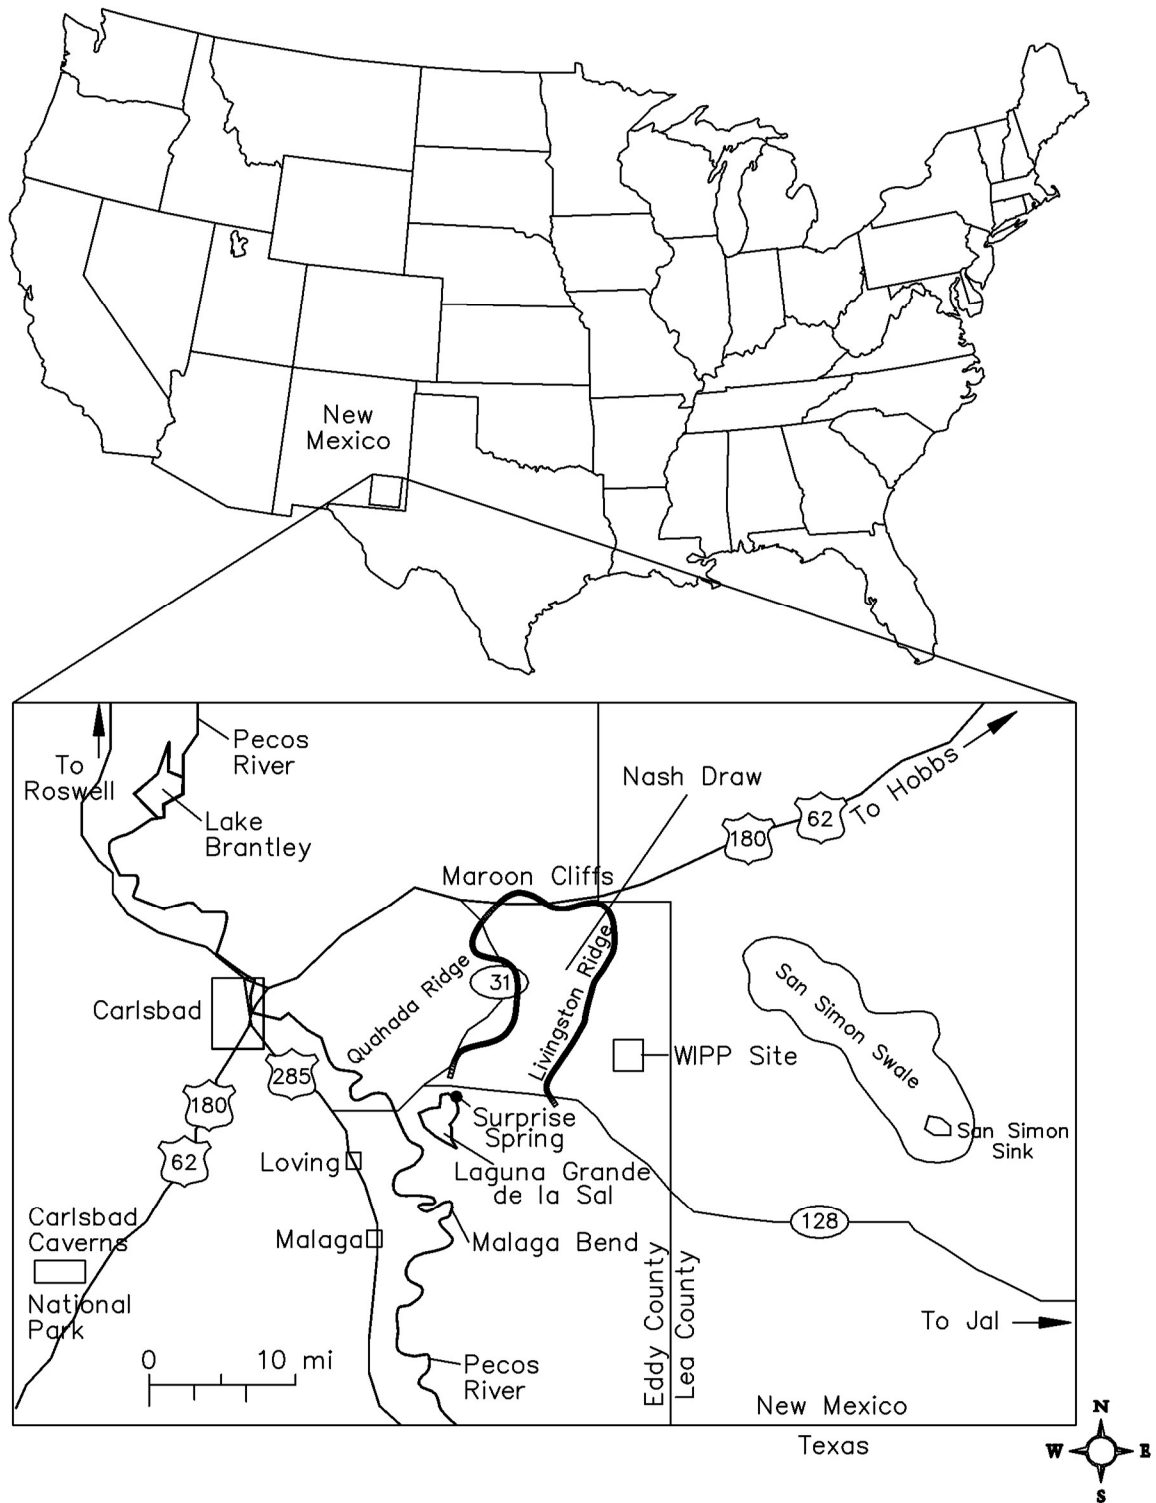 New
Mexico
Pecos
River
To
Roswell
Nash Draw
To Hobbs
62
180
Lake
Brantley
Maroon Cliffs
Quahada Ridge
31
Livingston Ridge
San Simon Swale
Carlsbad
WIPP Site
285
180
62
Surprise
Spring
San Simon
Sink
Loving
Laguna Grande
de la Sal
Carlsbad
Caverns
National
Park
Malaga
Malaga Bend
128
Eddy County
Lea County
To Jal
0 10 mi
Pecos
River
New Mexico
Texas
N
W E
S